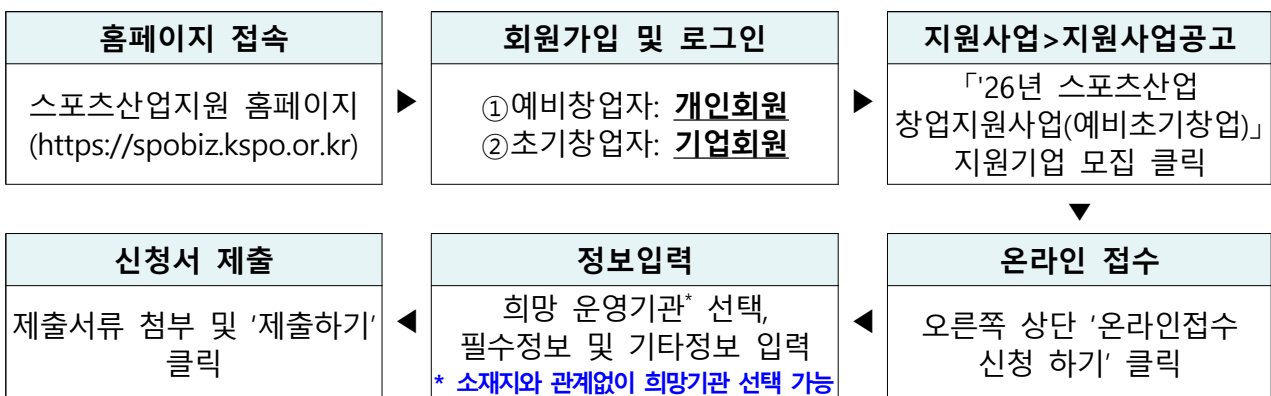 홈페이지 접속
스포츠산업지원 홈페이지
(https://spobiz.kspo.or.kr)
▶
회원가입 및 로그인
①예비창업자: 개인회원
②초기창업자: 기업회원
▶
지원사업>지원사업공고
「'26년 스포츠산업
창업지원사업(예비초기창업)」
지원기업 모집 클릭
▼
온라인 접수
오른쪽 상단 '온라인접수
신청 하기' 클릭
◀
정보입력
희망 운영기관* 선택,
필수정보 및 기타정보 입력
* 소재지와 관계없이 희망기관 선택 가능
◀
신청서 제출
제출서류 첨부 및 '제출하기'
클릭